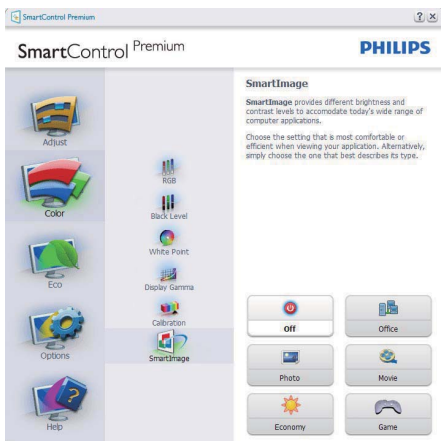 SmartControl Premium
SmartControl Premium
PHILIPS
Adjust
Color
Eco
Options
Help
RGB
Black Level
White Point
Display Gamma
Calibration
SmartImage
SmartImage
SmartImage provides different brightness and
contrast levels to accomodate today's wide range of
computer applications.
Choose the setting that is most comfortable or
efficient when viewing your application. Alternatively,
simply choose the one that best describes its type.
Off
Office
Photo
Movie
Economy
Game